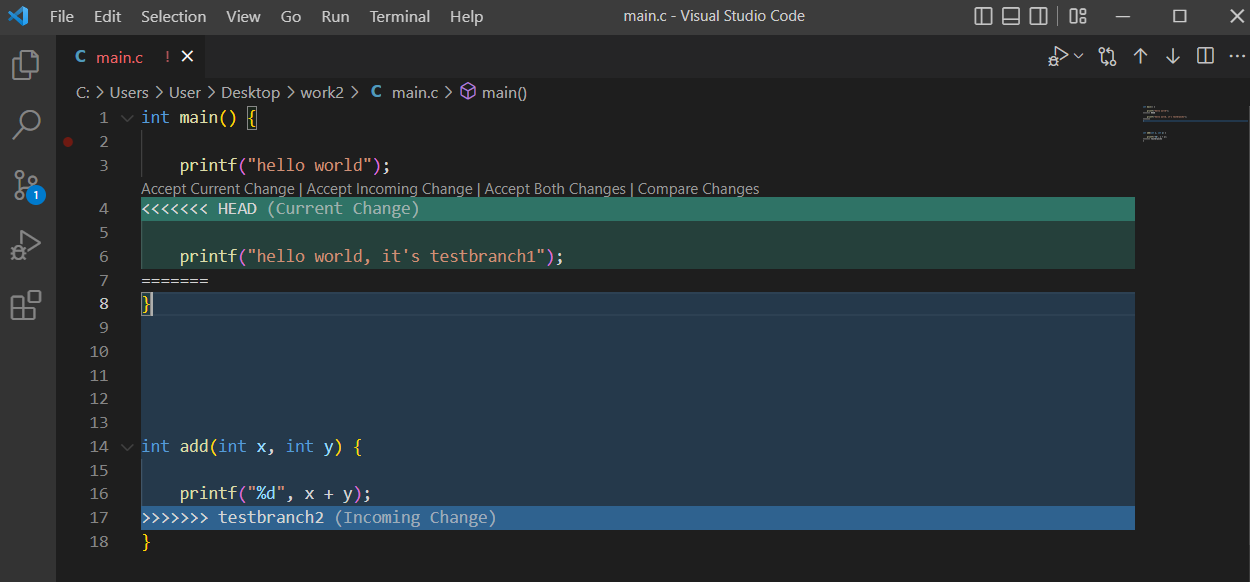 File Edit Selection View Go Run Terminal Help main.c - Visual Studio Code
C main.c !
C: > Users > User > Desktop > work2 > C main.c > main()
1 int main() {
2
3 printf("hello world");
Accept Current Change | Accept Incoming Change | Accept Both Changes | Compare Changes
4 <<<<<<< HEAD (Current Change)
5
6 printf("hello world, it's testbranch1");
7 =======
8 }
9
10
11
12
13
14 int add(int x, int y) {
15
16 printf("%d", x + y);
17 >>>>>>> testbranch2 (Incoming Change)
18 }
1